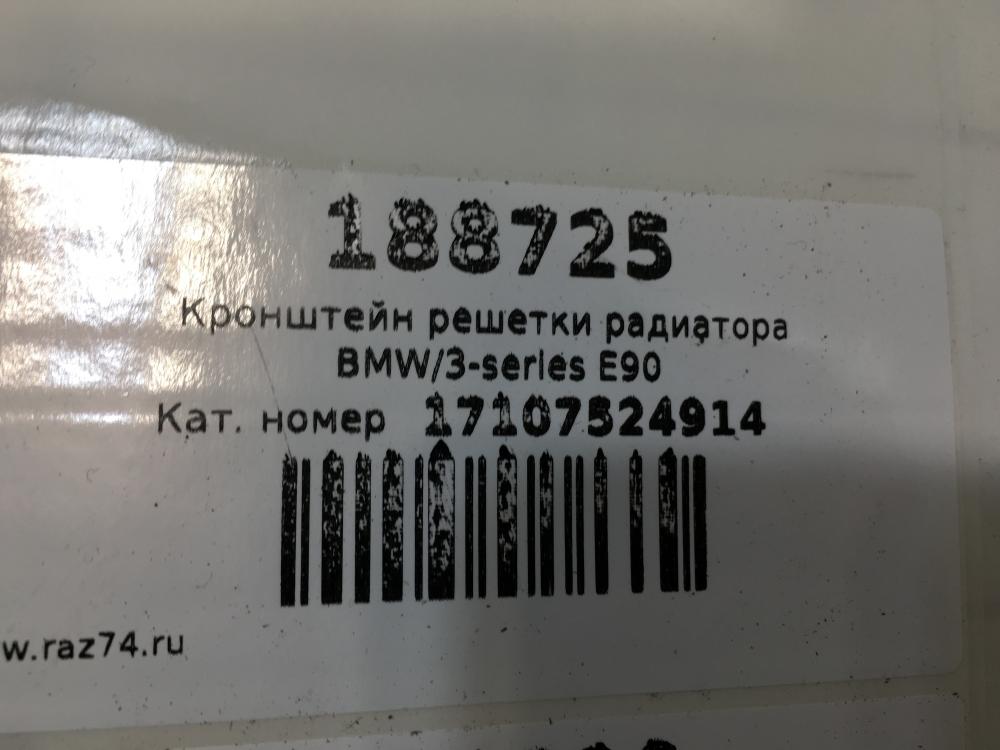 188725
Кронштейн решетки радиатора
BMW/3-series E90
Кат. номер 17107524914
w.raz74.ru